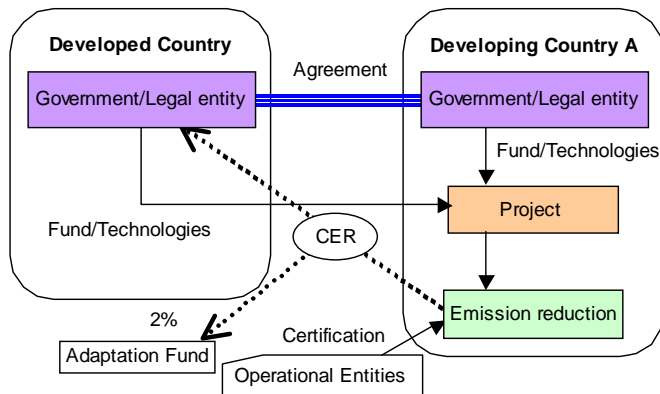 Developed Country
Developing Country A
Agreement
Government/Legal entity
Government/Legal entity
Fund/Technologies
Project
Fund/Technologies
CER
2%
Emission reduction
Certification
Adaptation Fund
Operational Entities